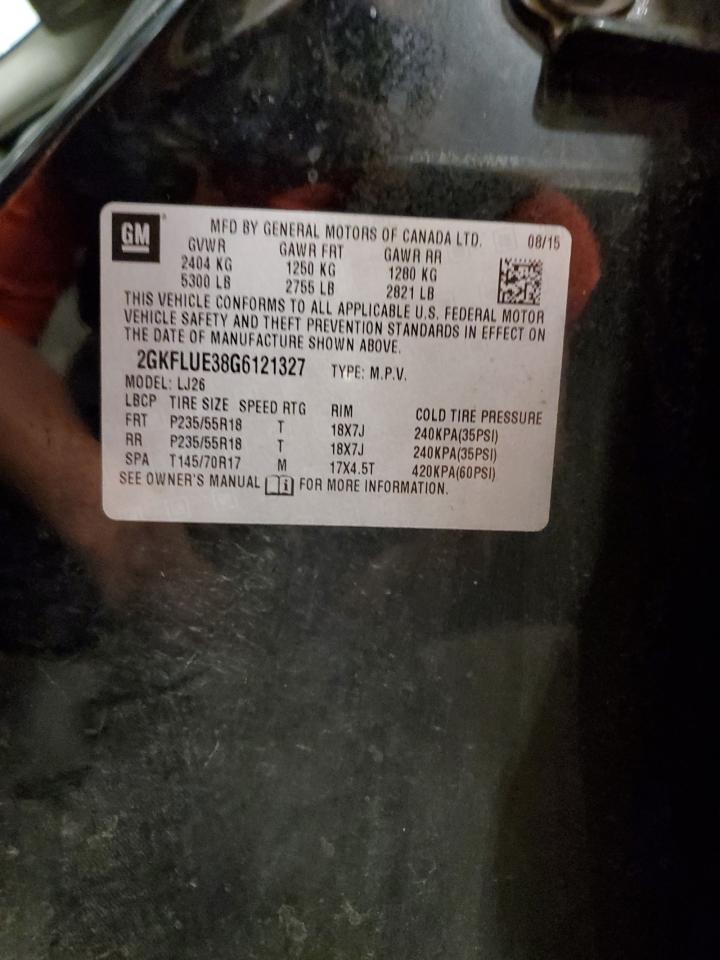 GM
MFD BY GENERAL MOTORS OF CANADA LTD. 08/15
GVWR GAWR FRT GAWR RR
2404 KG 1250 KG 1280 KG
5300 LB 2755 LB 2821 LB
THIS VEHICLE CONFORMS TO ALL APPLICABLE U.S. FEDERAL MOTOR
VEHICLE SAFETY AND THEFT PREVENTION STANDARDS IN EFFECT ON
THE DATE OF MANUFACTURE SHOWN ABOVE.
2GKFLUE38G6121327 TYPE: M.P.V.
MODEL: LJ26
LBCP TIRE SIZE SPEED RTG RIM COLD TIRE PRESSURE
FRT P235/55R18 T 18X7J 240KPA(35PSI)
RR P235/55R18 T 18X7J 240KPA(35PSI)
SPA T145/70R17 M 17X4.5T 420KPA(60PSI)
SEE OWNER'S MANUAL i FOR MORE INFORMATION.